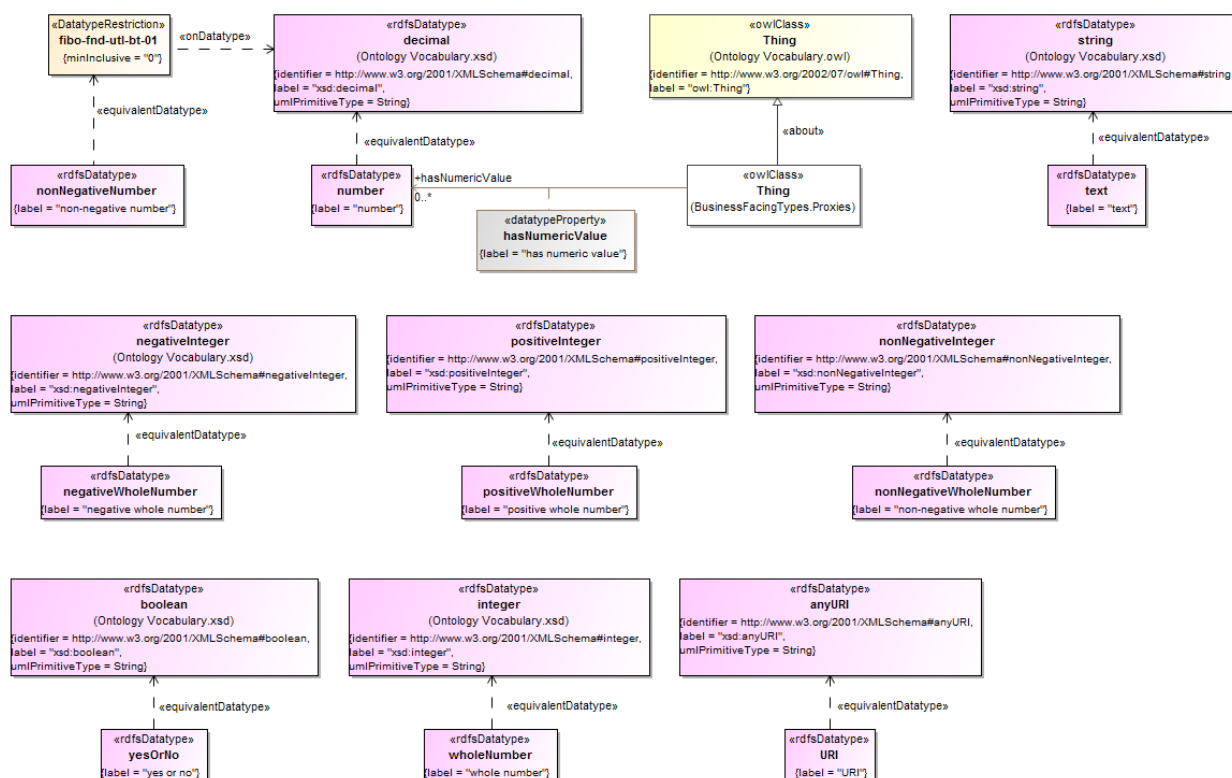 «DatatypeRestriction»
fibo-fnd-utl-bt-01
{minInclusive = "0"}
«onDatatype»
«rdfsDatatype»
decimal
(Ontology Vocabulary.xsd)
{identifier = http://www.w3.org/2001/XMLSchema#decimal,
label = "xsd:decimal",
umlPrimitiveType = String}
«owlClass»
Thing
(Ontology Vocabulary.owl)
{identifier = http://www.w3.org/2002/07/owl#Thing,
label = "owl:Thing"}
«rdfsDatatype»
string
(Ontology Vocabulary.xsd)
{identifier = http://www.w3.org/2001/XMLSchema#string,
label = "xsd:string",
umlPrimitiveType = String}
«equivalentDatatype»
«equivalentDatatype»
«about»
«equivalentDatatype»
«rdfsDatatype»
nonNegativeNumber
{label = "non-negative number"}
«rdfsDatatype»
number
{label = "number"}
+hasNumericValue
0..*
«datatypeProperty»
hasNumericValue
{label = "has numeric value"}
«owlClass»
Thing
(BusinessFacingTypes.Proxies)
«rdfsDatatype»
text
{label = "text"}
«rdfsDatatype»
negativeInteger
(Ontology Vocabulary.xsd)
{identifier = http://www.w3.org/2001/XMLSchema#negativeInteger,
label = "xsd:negativeInteger",
umlPrimitiveType = String}
«rdfsDatatype»
positiveInteger
{identifier = http://www.w3.org/2001/XMLSchema#positiveInteger,
label = "xsd:positiveInteger",
umlPrimitiveType = String}
«rdfsDatatype»
nonNegativeInteger
{identifier = http://www.w3.org/2001/XMLSchema#nonNegativeInteger,
label = "xsd:nonNegativeInteger",
umlPrimitiveType = String}
«equivalentDatatype»
«equivalentDatatype»
«equivalentDatatype»
«rdfsDatatype»
negativeWholeNumber
{label = "negative whole number"}
«rdfsDatatype»
positiveWholeNumber
{label = "positive whole number"}
«rdfsDatatype»
nonNegativeWholeNumber
{label = "non-negative whole number"}
«rdfsDatatype»
boolean
(Ontology Vocabulary.xsd)
{identifier = http://www.w3.org/2001/XMLSchema#boolean,
label = "xsd:boolean",
umlPrimitiveType = String}
«rdfsDatatype»
integer
(Ontology Vocabulary.xsd)
{identifier = http://www.w3.org/2001/XMLSchema#integer,
label = "xsd:integer",
umlPrimitiveType = String}
«rdfsDatatype»
anyURI
{identifier = http://www.w3.org/2001/XMLSchema#anyURI,
label = "xsd:anyURI",
umlPrimitiveType = String}
«equivalentDatatype»
«equivalentDatatype»
«equivalentDatatype»
«rdfsDatatype»
yesOrNo
{label = "yes or no"}
«rdfsDatatype»
wholeNumber
{label = "whole number"}
«rdfsDatatype»
URI
{label = "URI"}